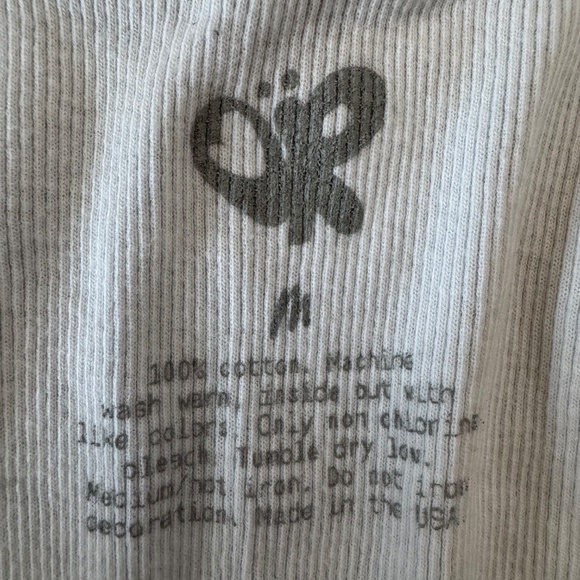 M
100% cotton. Machine
wash warm, inside out with
like colors. Only non chlorine
bleach. Tumble dry low.
Medium/hot iron. Do not iron
decoration. Made in the USA